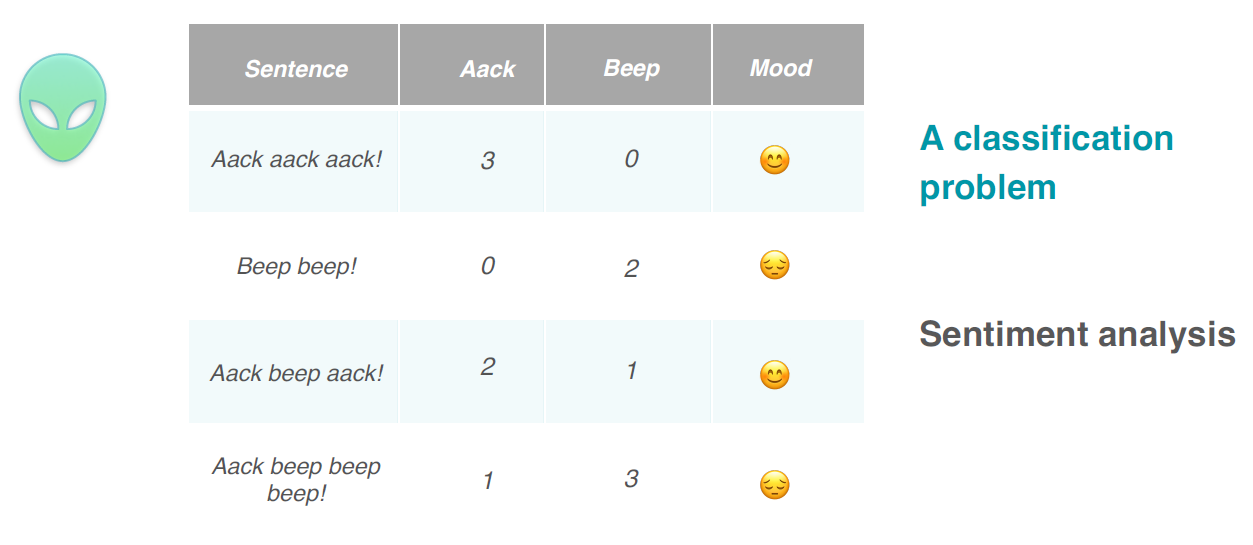 Sentence Aack Beep Mood
Aack aack aack! 3 0 😊
Beep beep! 0 2 😔
Aack beep aack! 2 1 😊
Aack beep beep
beep! 1 3 😔
A classification
problem
Sentiment analysis